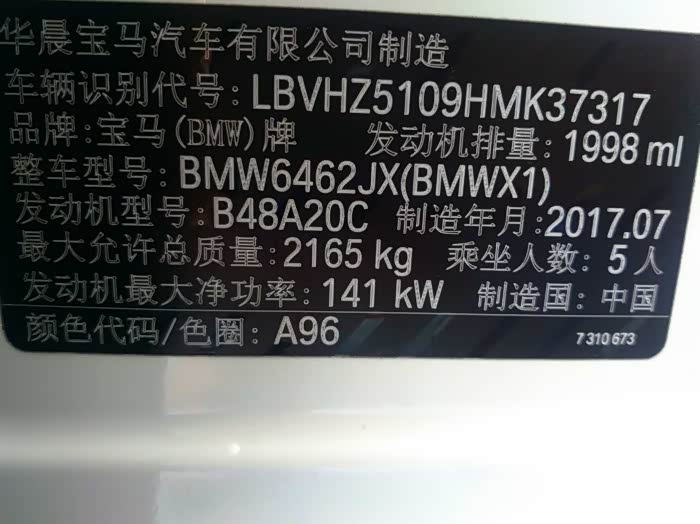 华晨宝马汽车有限公司制造
车辆识别代号: LBVHZ5109HMK37317
品牌: 宝马(BMW)牌 发动机排量: 1998 ml
整车型号: BMW6462JX(BMWX1)
发动机型号: B48A20C 制造年月: 2017.07
最大允许总质量: 2165 kg 乘坐人数: 5人
发动机最大净功率: 141 kW 制造国: 中国
颜色代码/色圈: A96 7 310 673